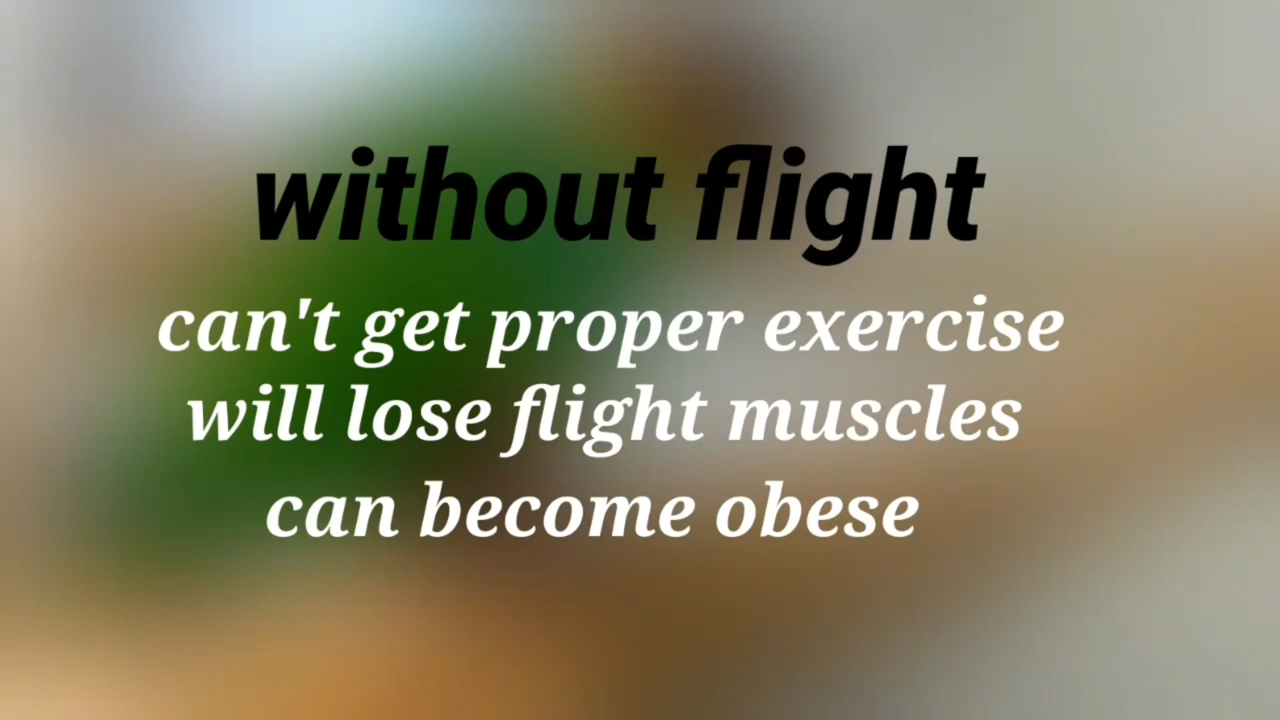 without flight
can't get proper exercise
will lose flight muscles
can become obese